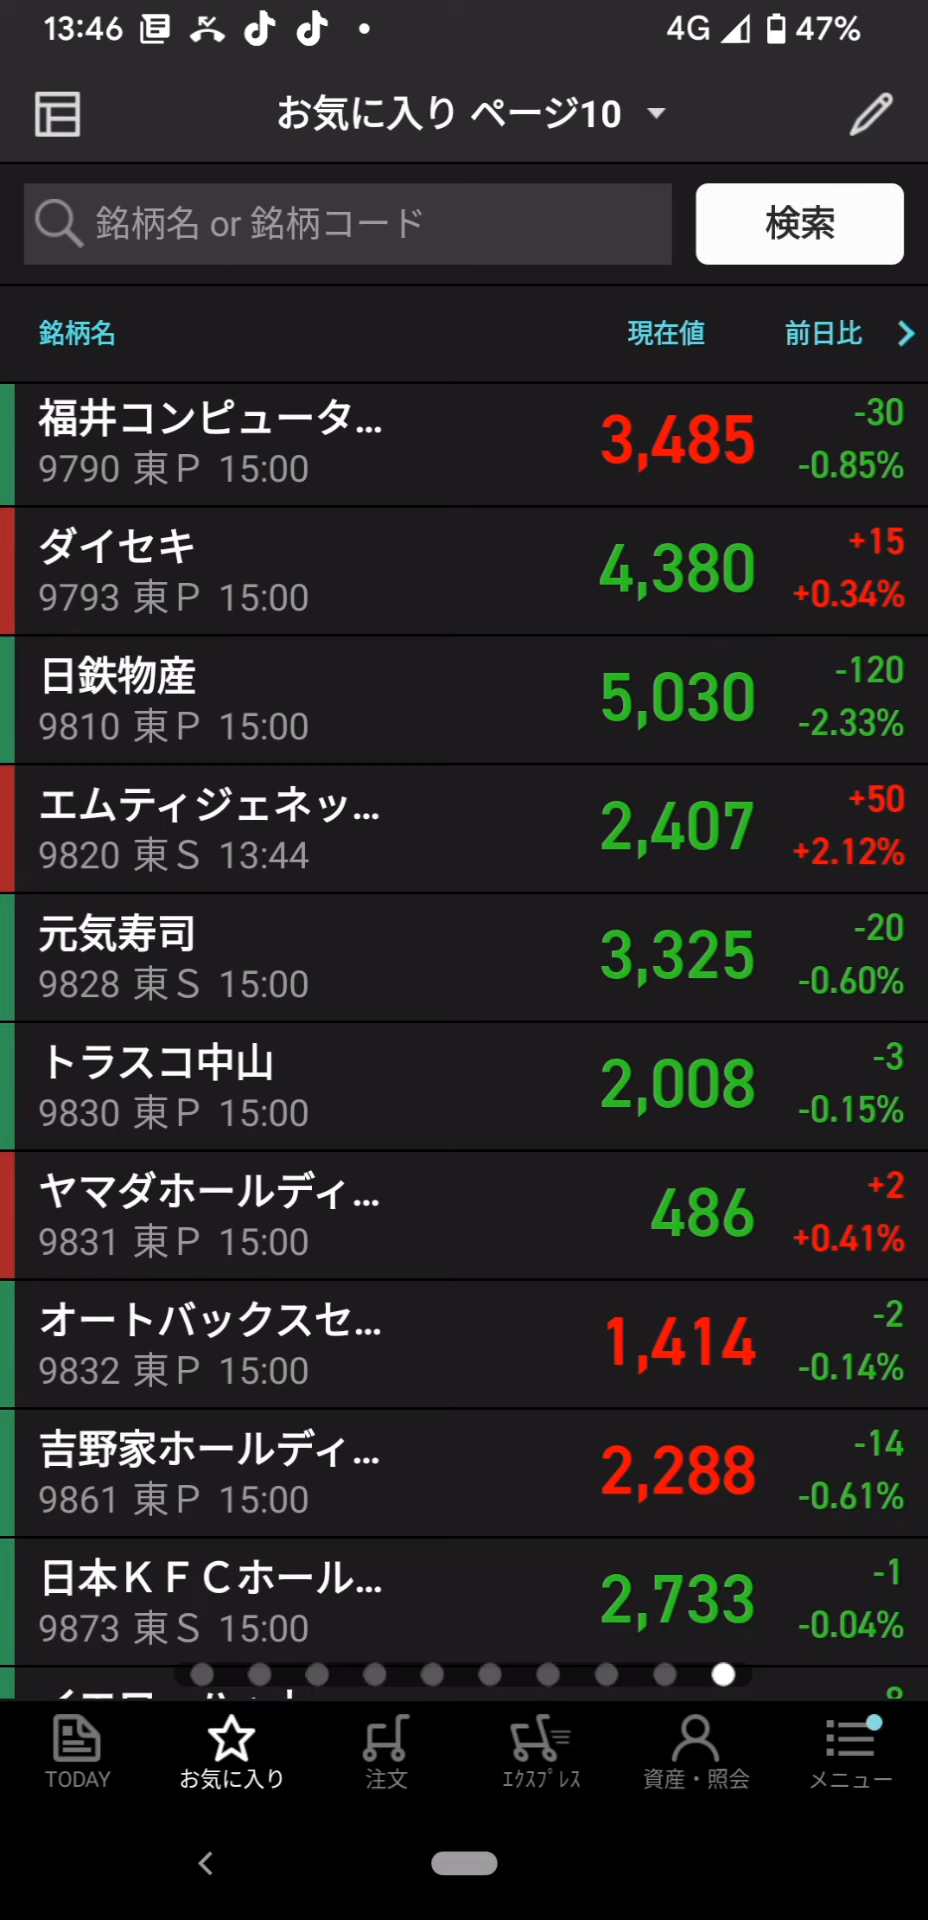 13:46
4G 47%
お気に入り ページ10
銘柄名 or 銘柄コード
検索
銘柄名 現在値 前日比
福井コンピュータ... 3,485 -30
9790 東P 15:00 -0.85%
ダイセキ 4,380 +15
9793 東P 15:00 +0.34%
日鉄物産 5,030 -120
9810 東P 15:00 -2.33%
エムティジェネッ... 2,407 +50
9820 東S 13:44 +2.12%
元気寿司 3,325 -20
9828 東S 15:00 -0.60%
トラスコ中山 2,008 -3
9830 東P 15:00 -0.15%
ヤマダホールディ... 486 +2
9831 東P 15:00 +0.41%
オートバックスセ... 1,414 -2
9832 東P 15:00 -0.14%
吉野家ホールディ... 2,288 -14
9861 東P 15:00 -0.61%
日本KFCホール... 2,733 -1
9873 東S 15:00 -0.04%
TODAY お気に入り 注文 ｴｸｽﾌﾟﾚｽ 資産・照会 メニュー